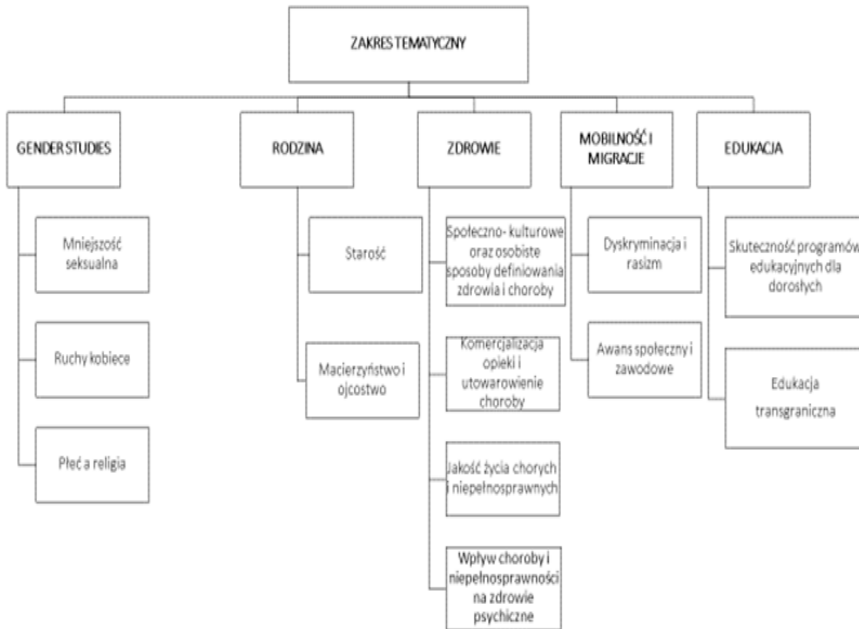 ZAKRES TEMATYCZNY
GENDER STUDIES
Mniejszość
seksualna
Ruchy kobiece
Płeć a religia
RODZINA
Starość
Macierzyństwo i
ojcostwo
ZDROWIE
Społeczno- kulturowe
oraz osobiste
sposoby definiowania
zdrowia i choroby
Komercjalizacja
opieki i
utowarowienie
choroby
Jakość życia chorych
i niepełnosprawnych
Wpływ choroby i
niepełnosprawności
na zdrowie
psychiczne
MOBILNOŚĆ I
MIGRACJE
Dyskryminacja i
rasizm
Awans społeczny i
zawodowe
EDUKACJA
Skuteczność programów
edukacyjnych dla
dorosłych
Edukacja
transgraniczna